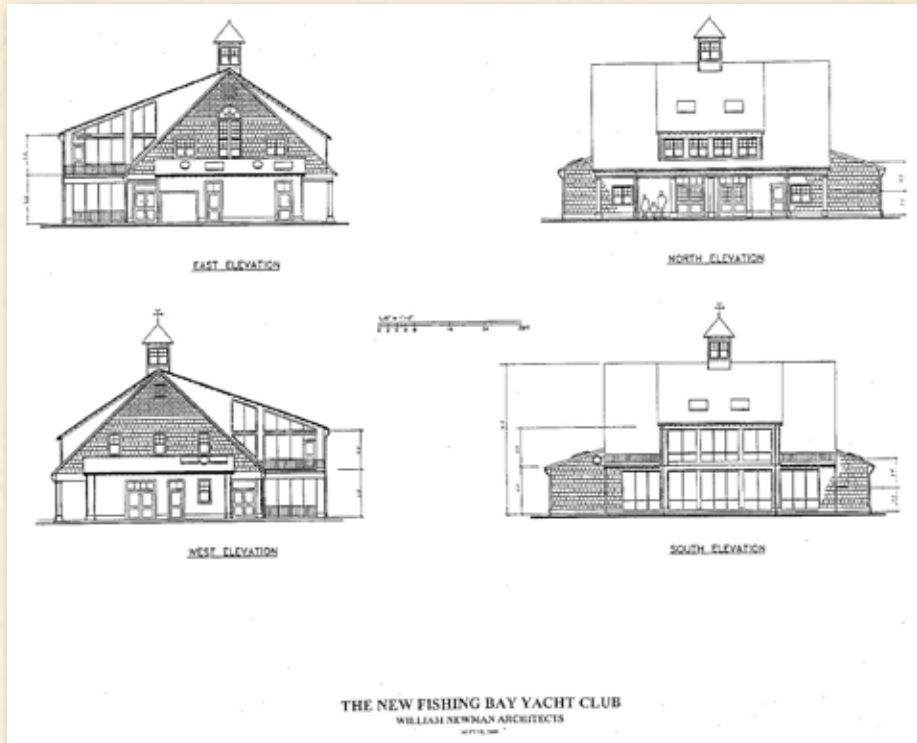 EAST ELEVATION
NORTH ELEVATION
WEST ELEVATION
SOUTH ELEVATION
THE NEW FISHING BAY YACHT CLUB
WILLIAM NEWMAN ARCHITECTS